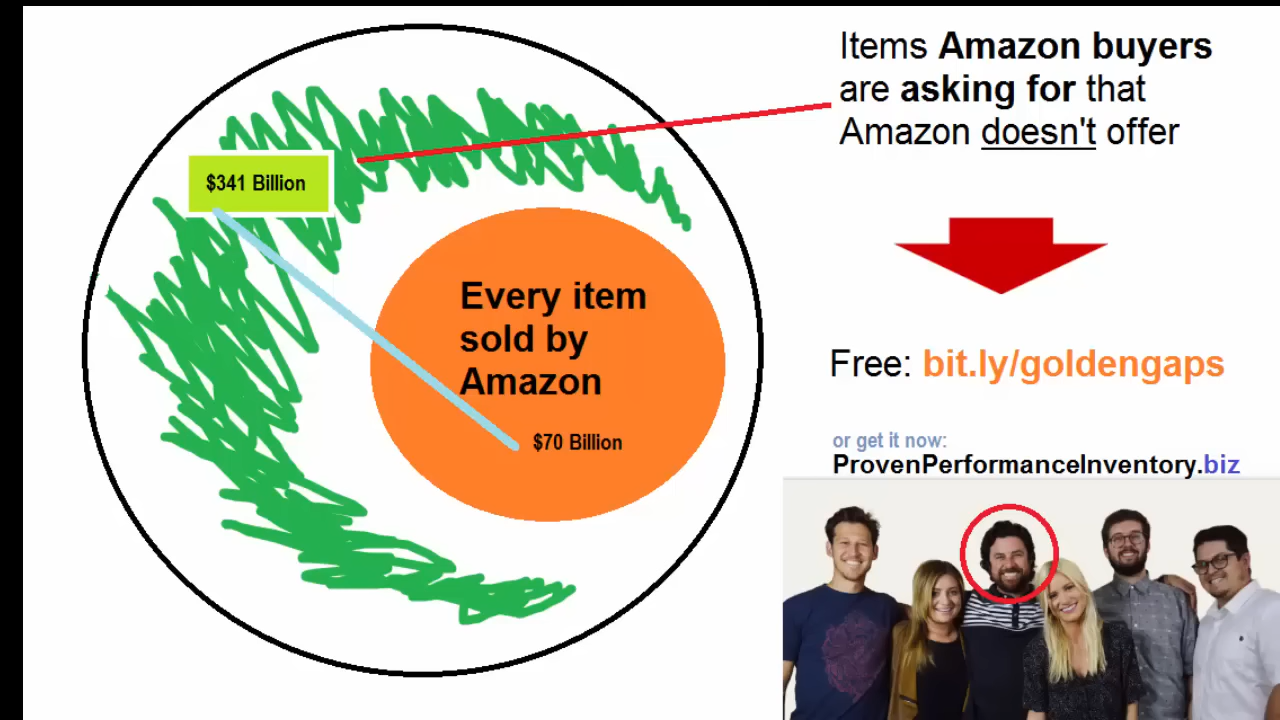 Items Amazon buyers
are asking for that
Amazon doesn't offer
$341 Billion
Every item
sold by
Amazon
$70 Billion
Free: bit.ly/goldengaps
or get it now:
ProvenPerformanceInventory.biz